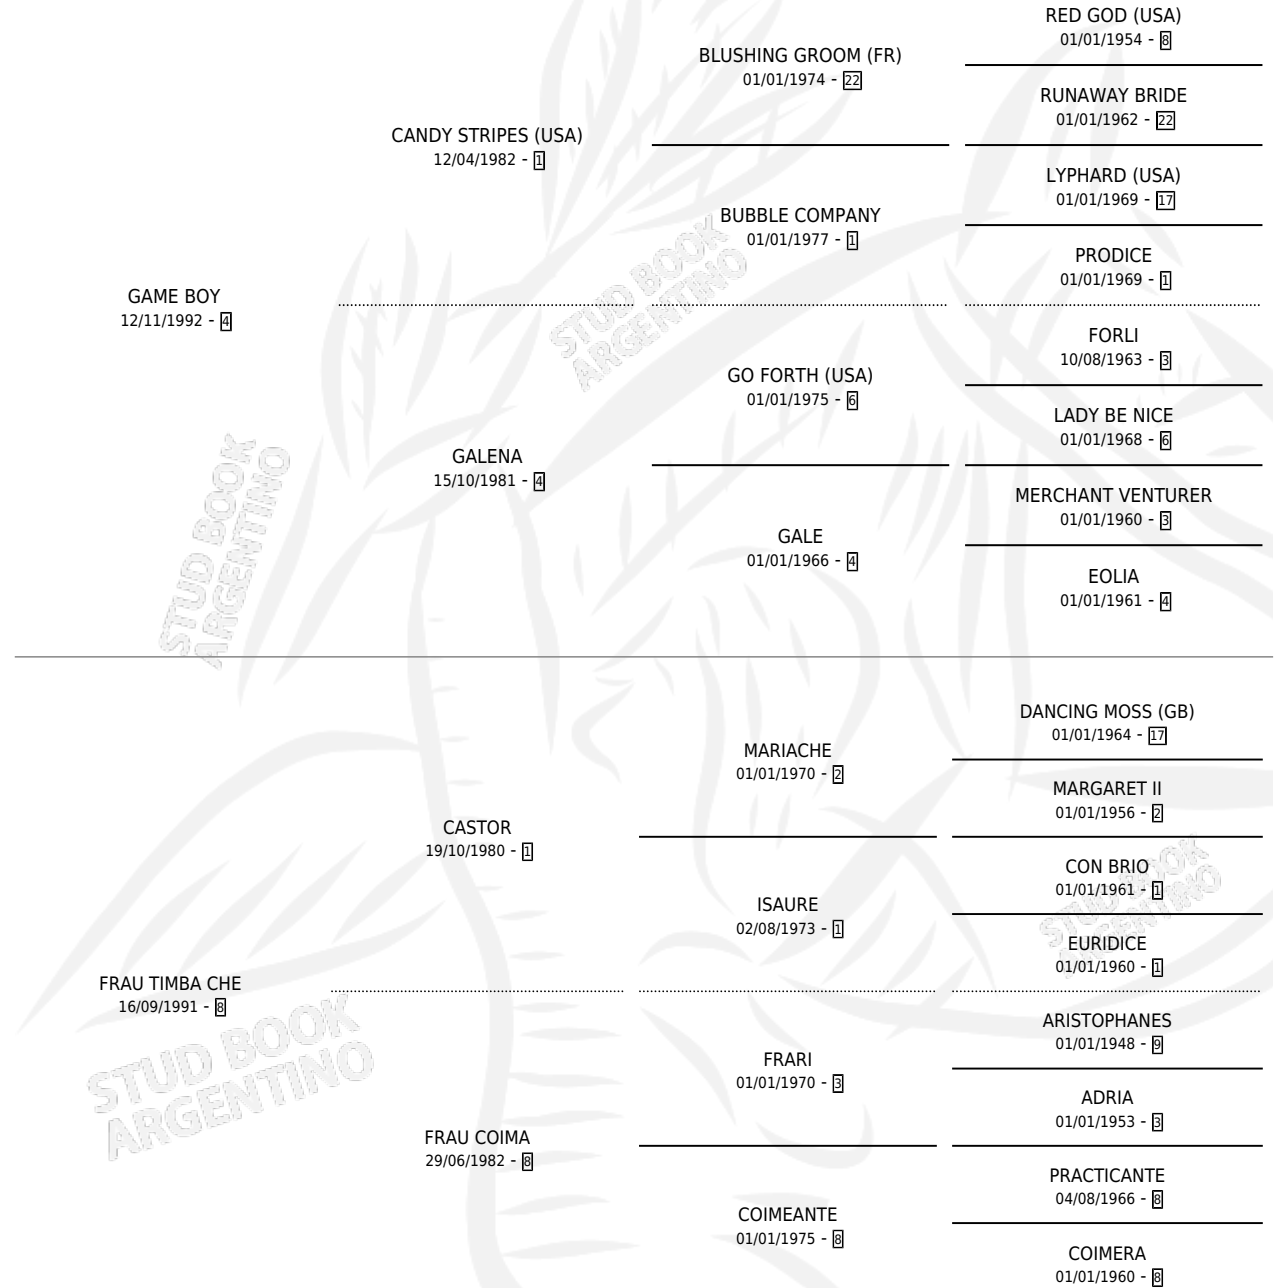 RED GOD (USA)
01/01/1954 - 8
BLUSHING GROOM (FR)
01/01/1974 - 22
RUNAWAY BRIDE
01/01/1962 - 22
CANDY STRIPES (USA)
12/04/1982 - 1
LYPHARD (USA)
01/01/1969 - 17
BUBBLE COMPANY
01/01/1977 - 1
PRODICE
01/01/1969 - 1
GAME BOY
12/11/1992 - 4
STUD BOOK
ARGENTINO
FORLI
10/08/1963 - 3
GO FORTH (USA)
01/01/1975 - 6
LADY BE NICE
01/01/1968 - 6
GALENA
15/10/1981 - 4
MERCHANT VENTURER
01/01/1960 - 3
GALE
01/01/1966 - 4
EOLIA
01/01/1961 - 4
STUD BOOK
ARGENTINO
DANCING MOSS (GB)
01/01/1964 - 17
MARIACHE
01/01/1970 - 2
MARGARET II
01/01/1956 - 2
CASTOR
19/10/1980 - 1
CON BRIO
01/01/1961 - 1
ISAURE
02/08/1973 - 1
STUD BOOK
ARGENTINO
EURIDICE
01/01/1960 - 1
FRAU TIMBA CHE
16/09/1991 - 8
ARISTOPHANES
01/01/1948 - 9
FRARI
01/01/1970 - 3
STUD BOOK
ARGENTINO
ADRIA
01/01/1953 - 3
FRAU COIMA
29/06/1982 - 8
PRACTICANTE
04/08/1966 - 8
COIMEANTE
01/01/1975 - 8
COIMERA
01/01/1960 - 8